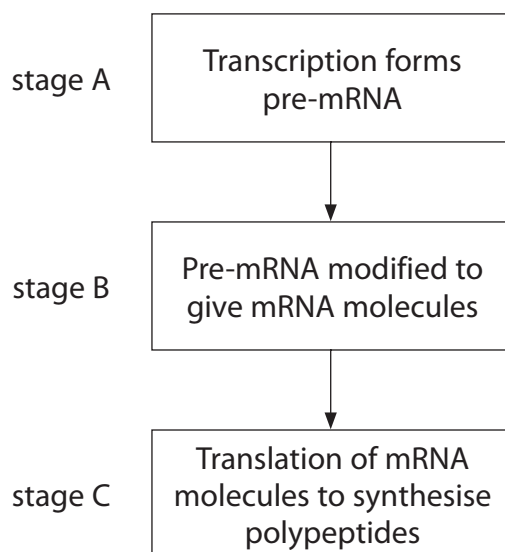 stage A
Transcription forms
pre-mRNA
stage B
Pre-mRNA modified to
give mRNA molecules
stage C
Translation of mRNA
molecules to synthesise
polypeptides